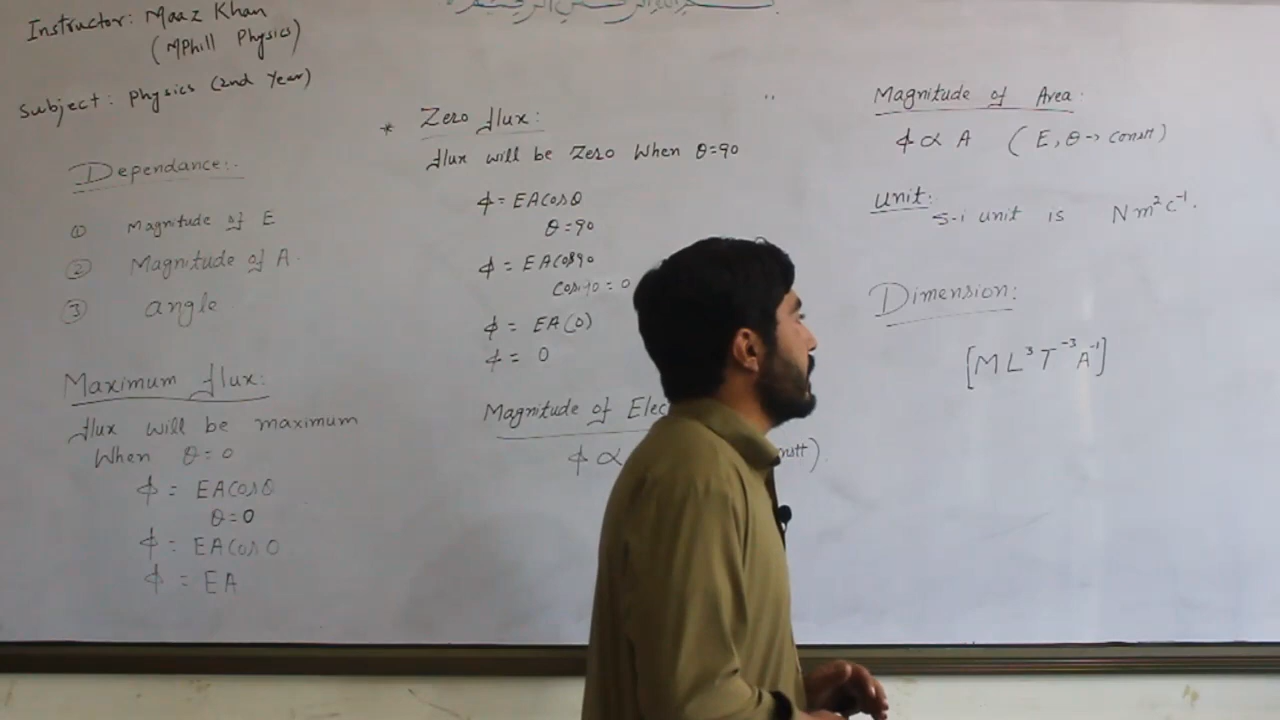 Instructor: Maaz Khan
(MPhill Physics)
Subject: Physics (2nd Year)
Dependance:-
① Magnitude of E
② Magnitude of A.
③ angle
Maximum flux:
flux will be maximum
When θ=0
ϕ = EACosθ
θ=0
ϕ = EACos0
ϕ = EA
* Zero flux:
flux will be Zero When θ=90
ϕ = EACosθ
θ=90
ϕ = EACos90
Cos90=0
ϕ = EA(0)
ϕ = 0
Magnitude of Elec
ϕ ∝
nstt).
Magnitude of Area:
ϕ ∝ A (E, θ → constt)
Unit:
S-i unit is Nm²C⁻¹.
Dimension:
[ML³T⁻³A⁻¹]